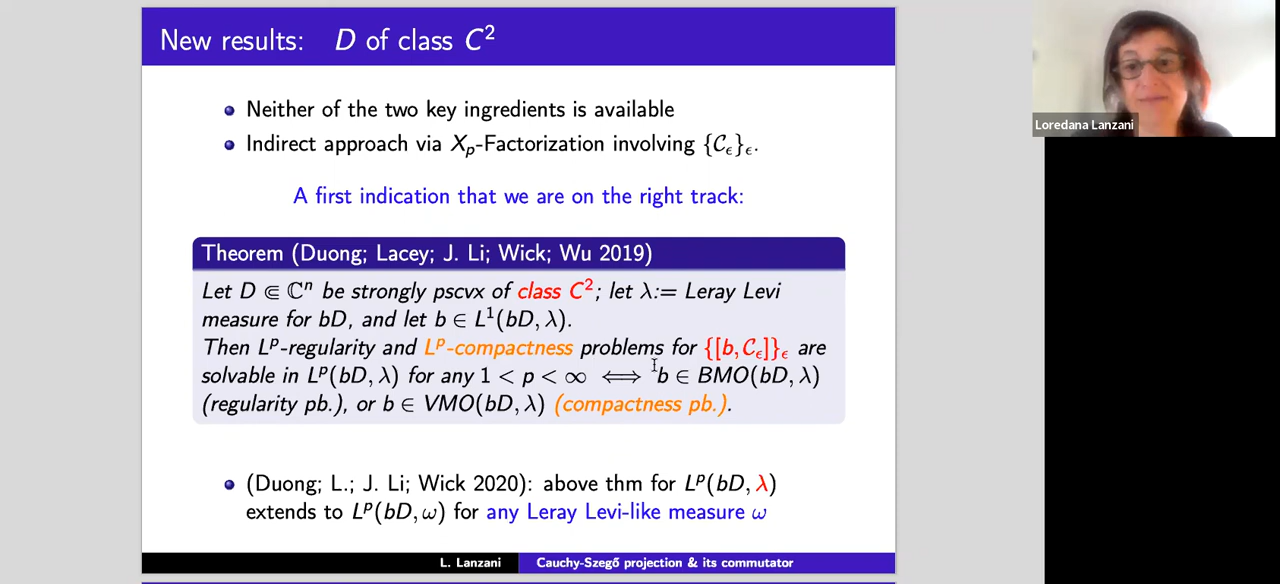 New results: D of class C²
Loredana Lanzani
• Neither of the two key ingredients is available
• Indirect approach via Xₚ-Factorization involving {𝒞_ϵ}_ϵ.
A first indication that we are on the right track:
Theorem (Duong; Lacey; J. Li; Wick; Wu 2019)
Let D ⋐ ℂⁿ be strongly pscvx of class C²; let λ:= Leray Levi
measure for bD, and let b ∈ L¹(bD, λ).
Then Lᵖ-regularity and Lᵖ-compactness problems for {[b, 𝒞_ϵ]}_ϵ are
solvable in Lᵖ(bD, λ) for any 1 < p < ∞ ⟺ b ∈ BMO(bD, λ)
(regularity pb.), or b ∈ VMO(bD, λ) (compactness pb.).
• (Duong; L.; J. Li; Wick 2020): above thm for Lᵖ(bD, λ)
extends to Lᵖ(bD, ω) for any Leray Levi-like measure ω
L. Lanzani Cauchy-Szegő projection & its commutator